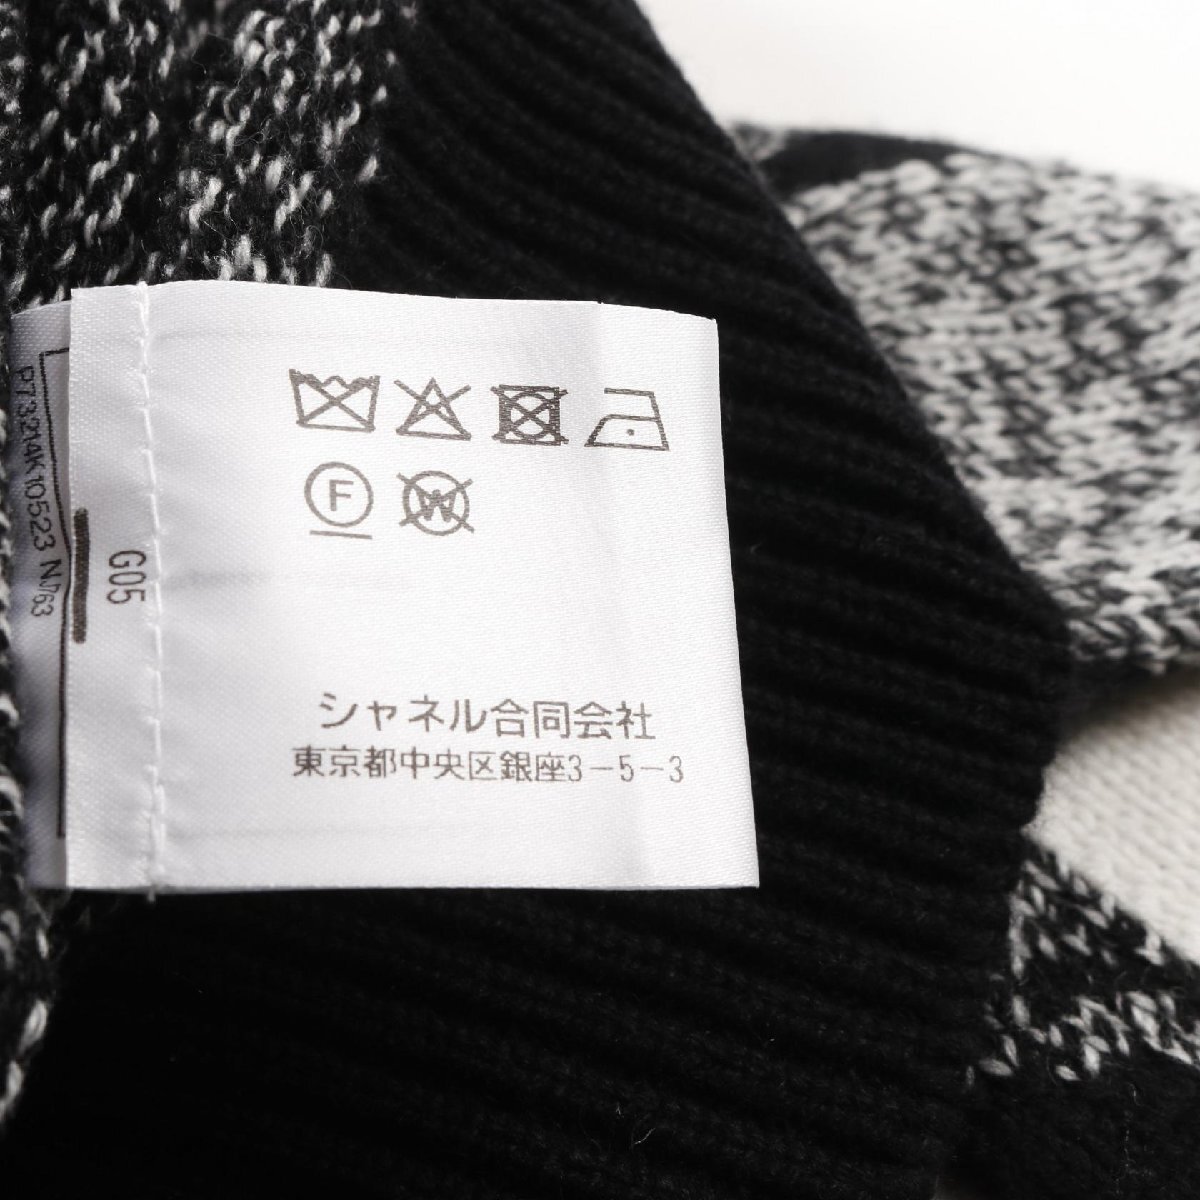 F
W
シャネル合同会社
東京都中央区銀座3-5-3
G05
P73214K10523 NJ763